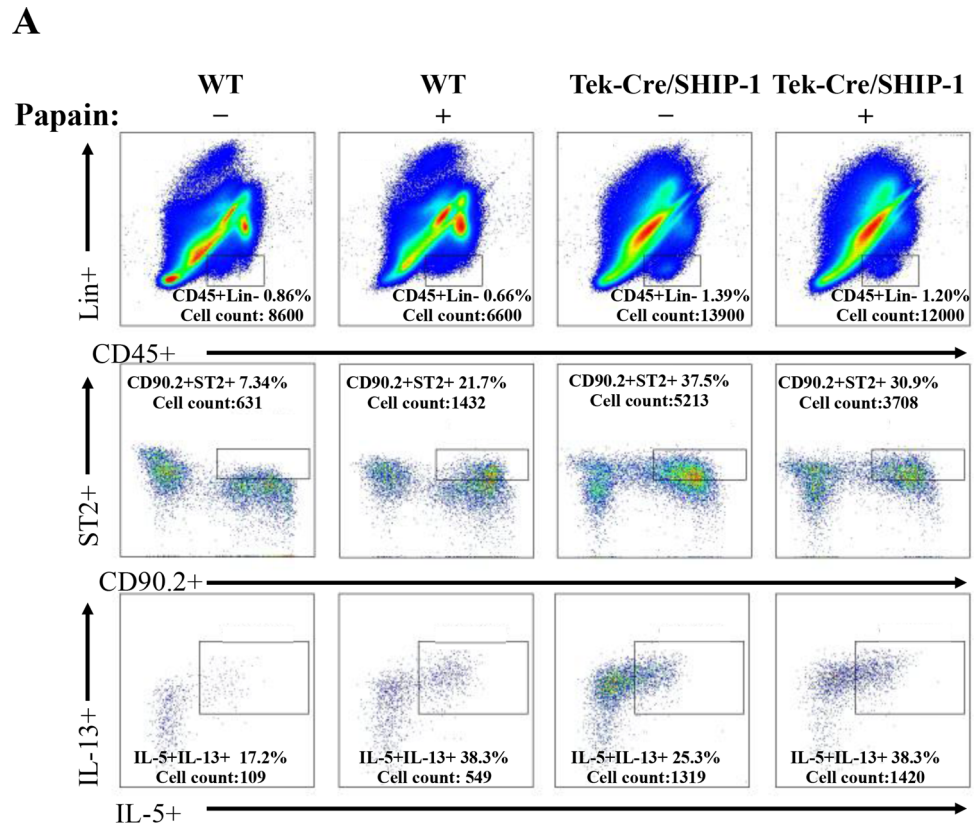 A
WT WT Tek-Cre/SHIP-1 Tek-Cre/SHIP-1
Papain: − + − +
Lin+
CD45+Lin- 0.86% CD45+Lin- 0.66% CD45+Lin- 1.39% CD45+Lin- 1.20%
Cell count: 8600 Cell count:6600 Cell count:13900 Cell count:12000
CD45+
CD90.2+ST2+ 7.34% CD90.2+ST2+ 21.7% CD90.2+ST2+ 37.5% CD90.2+ST2+ 30.9%
Cell count:631 Cell count:1432 Cell count:5213 Cell count:3708
ST2+
CD90.2+
IL-13+
IL-5+IL-13+ 17.2% IL-5+IL-13+ 38.3% IL-5+IL-13+ 25.3% IL-5+IL-13+ 38.3%
Cell count:109 Cell count: 549 Cell count:1319 Cell count:1420
IL-5+